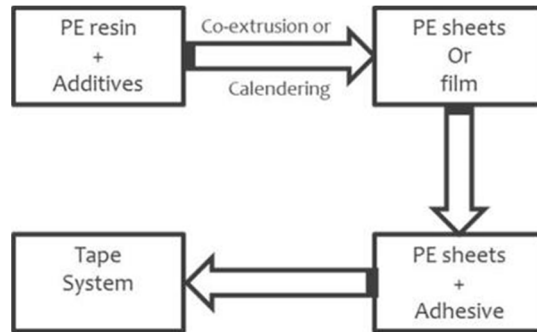 PE resin
+
Additives
Co-extrusion or
Calendering
PE sheets
Or
film
PE sheets
+
Adhesive
Tape
System